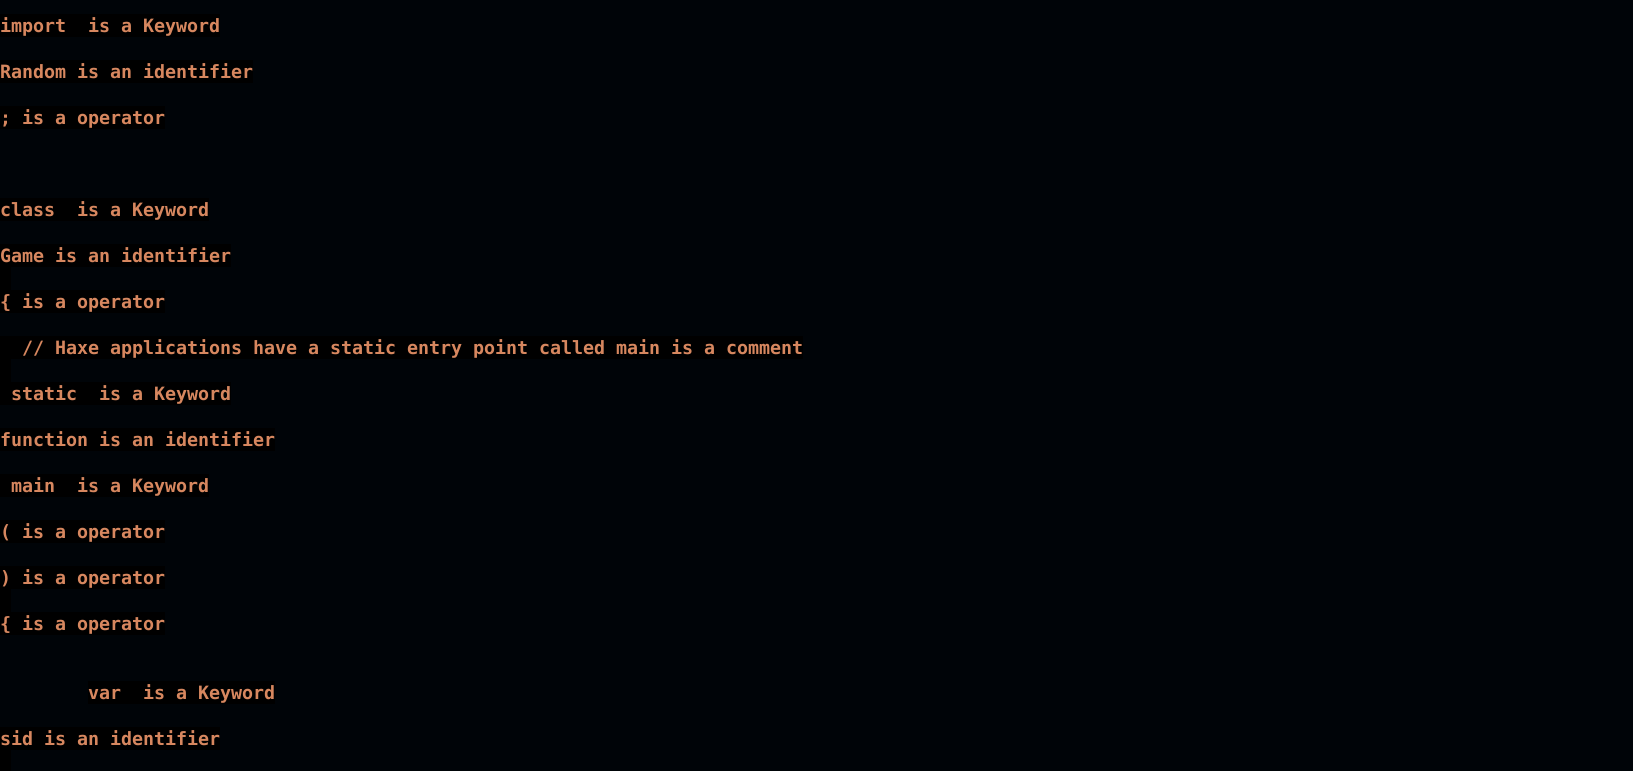 import  is a Keyword
Random is an identifier
; is a operator
class  is a Keyword
Game is an identifier
{ is a operator
  // Haxe applications have a static entry point called main is a comment
 static  is a Keyword
function is an identifier
 main  is a Keyword
( is a operator
) is a operator
{ is a operator
        var  is a Keyword
sid is an identifier